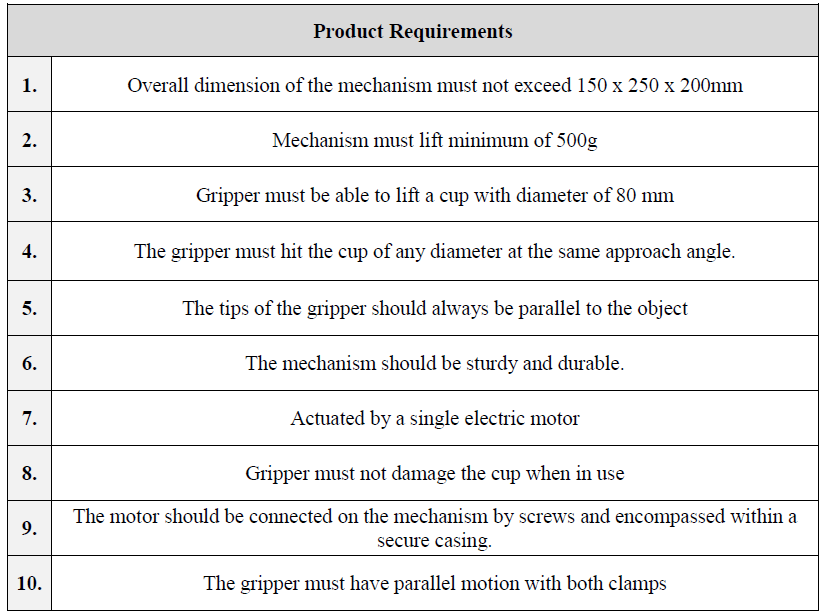 Product Requirements
1. Overall dimension of the mechanism must not exceed 150 x 250 x 200mm
2. Mechanism must lift minimum of 500g
3. Gripper must be able to lift a cup with diameter of 80 mm
4. The gripper must hit the cup of any diameter at the same approach angle.
5. The tips of the gripper should always be parallel to the object
6. The mechanism should be sturdy and durable.
7. Actuated by a single electric motor
8. Gripper must not damage the cup when in use
9. The motor should be connected on the mechanism by screws and encompassed within a
secure casing.
10. The gripper must have parallel motion with both clamps